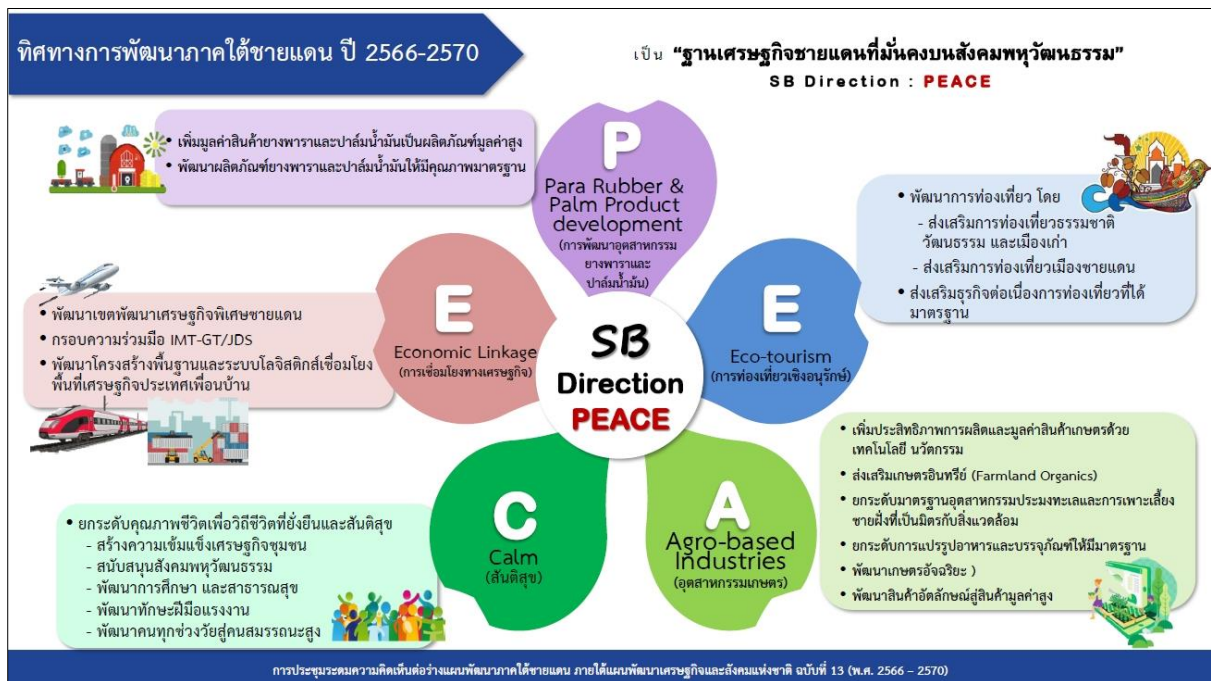 ทิศทางการพัฒนาภาคใต้ชายแดน ปี 2566-2570
เป็น “ฐานเศรษฐกิจชายแดนที่มั่นคงบนสังคมพหุวัฒนธรรม”
SB Direction : PEACE
• เพิ่มมูลค่าสินค้ายางพาราและปาล์มน้ำมันเป็นผลิตภัณฑ์มูลค่าสูง
• พัฒนาผลิตภัณฑ์ยางพาราและปาล์มน้ำมันให้มีคุณภาพมาตรฐาน
P
Para Rubber &
Palm Product
development
(การพัฒนาอุตสาหกรรม
ยางพาราและ
ปาล์มน้ำมัน)
• พัฒนาการท่องเที่ยว โดย
- ส่งเสริมการท่องเที่ยวธรรมชาติ
วัฒนธรรม และเมืองเก่า
- ส่งเสริมการท่องเที่ยวเมืองชายแดน
• ส่งเสริมธุรกิจต่อเนื่องการท่องเที่ยวที่ได้
มาตรฐาน
E
Eco-tourism
(การท่องเที่ยวเชิงอนุรักษ์)
• พัฒนาเขตพัฒนาเศรษฐกิจพิเศษชายแดน
• กรอบความร่วมมือ IMT-GT/JDS
• พัฒนาโครงสร้างพื้นฐานและระบบโลจิสติกส์เชื่อมโยง
พื้นที่เศรษฐกิจประเทศเพื่อนบ้าน
E
Economic Linkage
(การเชื่อมโยงทางเศรษฐกิจ)
SB
Direction
PEACE
• เพิ่มประสิทธิภาพการผลิตและมูลค่าสินค้าเกษตรด้วย
เทคโนโลยี นวัตกรรม
• ส่งเสริมเกษตรอินทรีย์ (Farmland Organics)
• ยกระดับมาตรฐานอุตสาหกรรมประมงทะเลและการเพาะเลี้ยง
ชายฝั่งที่เป็นมิตรกับสิ่งแวดล้อม
• ยกระดับการแปรรูปอาหารและบรรจุภัณฑ์ให้มีมาตรฐาน
• พัฒนาเกษตรอัจฉริยะ )
• พัฒนาสินค้าอัตลักษณ์สู่สินค้ามูลค่าสูง
A
Agro-based
Industries
(อุตสาหกรรมเกษตร)
C
Calm
(สันติสุข)
• ยกระดับคุณภาพชีวิตเพื่อวิถีชีวิตที่ยั่งยืนและสันติสุข
- สร้างความเข้มแข็งเศรษฐกิจชุมชน
- สนับสนุนสังคมพหุวัฒนธรรม
- พัฒนาการศึกษา และสาธารณสุข
- พัฒนาทักษะฝีมือแรงงาน
- พัฒนาคนทุกช่วงวัยสู่คนสมรรถนะสูง
การประชุมระดมความคิดเห็นต่อร่างแผนพัฒนาภาคใต้ชายแดน ภายใต้แผนพัฒนาเศรษฐกิจและสังคมแห่งชาติ ฉบับที่ 13 (พ.ศ. 2566 – 2570)